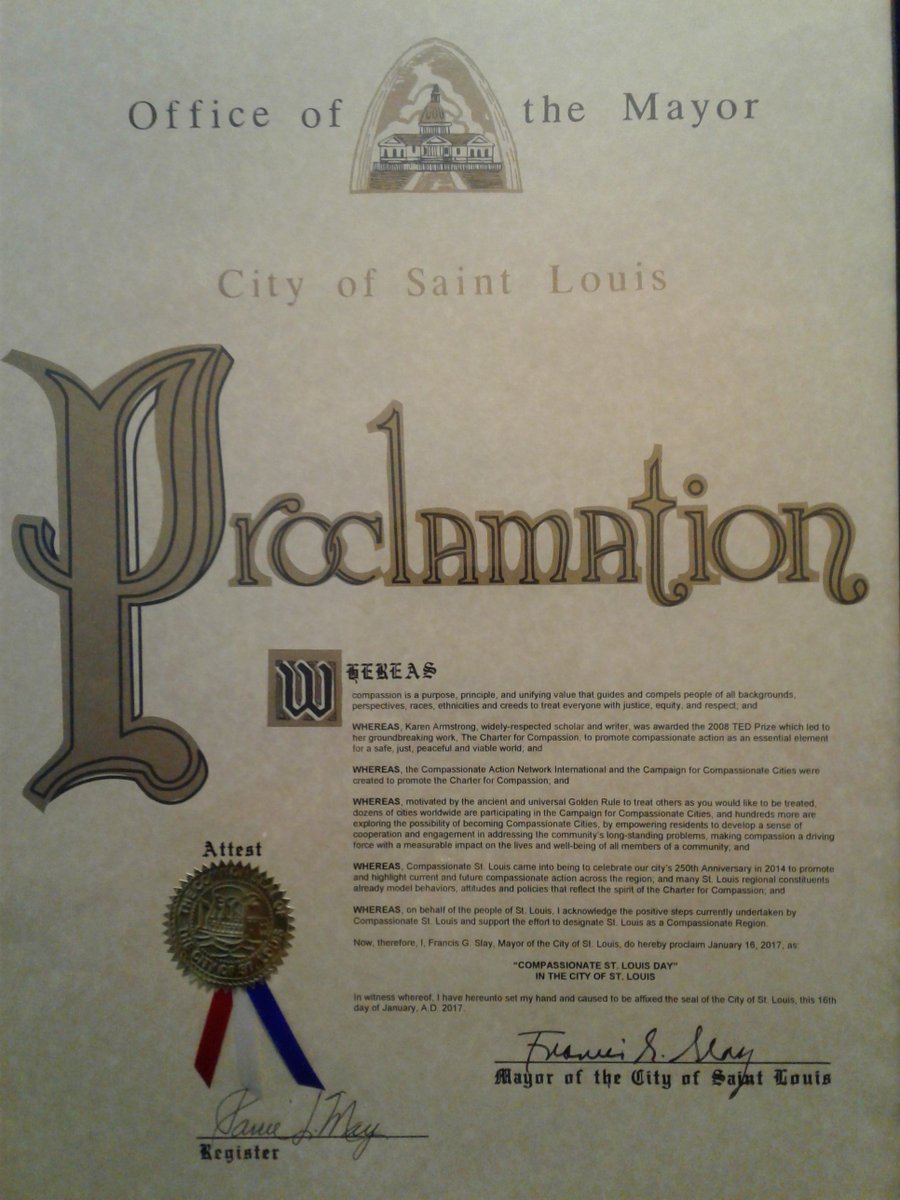 Office of the Mayor
City of Saint Louis
Proclamation
WHEREAS
compassion is a purpose, principle, and unifying value that guides and compels people of all backgrounds,
perspectives, races, ethnicities and creeds to treat everyone with justice, equity, and respect; and
WHEREAS, Karen Armstrong, widely-respected scholar and writer, was awarded the 2008 TED Prize which led to
her groundbreaking work, The Charter for Compassion, to promote compassionate action as an essential element
for a safe, just, peaceful and viable world; and
WHEREAS, the Compassionate Action Network International and the Campaign for Compassionate Cities were
created to promote the Charter for Compassion; and
WHEREAS, motivated by the ancient and universal Golden Rule to treat others as you would like to be treated,
dozens of cities worldwide are participating in the Campaign for Compassionate Cities, and hundreds more are
exploring the possibility of becoming Compassionate Cities, by empowering residents to develop a sense of
cooperation and engagement in addressing the community's long-standing problems, making compassion a driving
force with a measurable impact on the lives and well-being of all members of a community; and
WHEREAS, Compassionate St. Louis came into being to celebrate our city's 250th Anniversary in 2014 to promote
and highlight current and future compassionate action across the region; and many St. Louis regional constituents
already model behaviors, attitudes and policies that reflect the spirit of the Charter for Compassion; and
WHEREAS, on behalf of the people of St. Louis, I acknowledge the positive steps currently undertaken by
Compassionate St. Louis and support the effort to designate St. Louis as a Compassionate Region.
Now, therefore, I, Francis G. Slay, Mayor of the City of St. Louis, do hereby proclaim January 16, 2017, as:
"COMPASSIONATE ST. LOUIS DAY"
IN THE CITY OF ST. LOUIS
In witness whereof, I have hereunto set my hand and caused to be affixed the seal of the City of St. Louis, this 16th
day of January, A.D. 2017.
Attest
Francis G. Slay
Mayor of the City of Saint Louis
Register